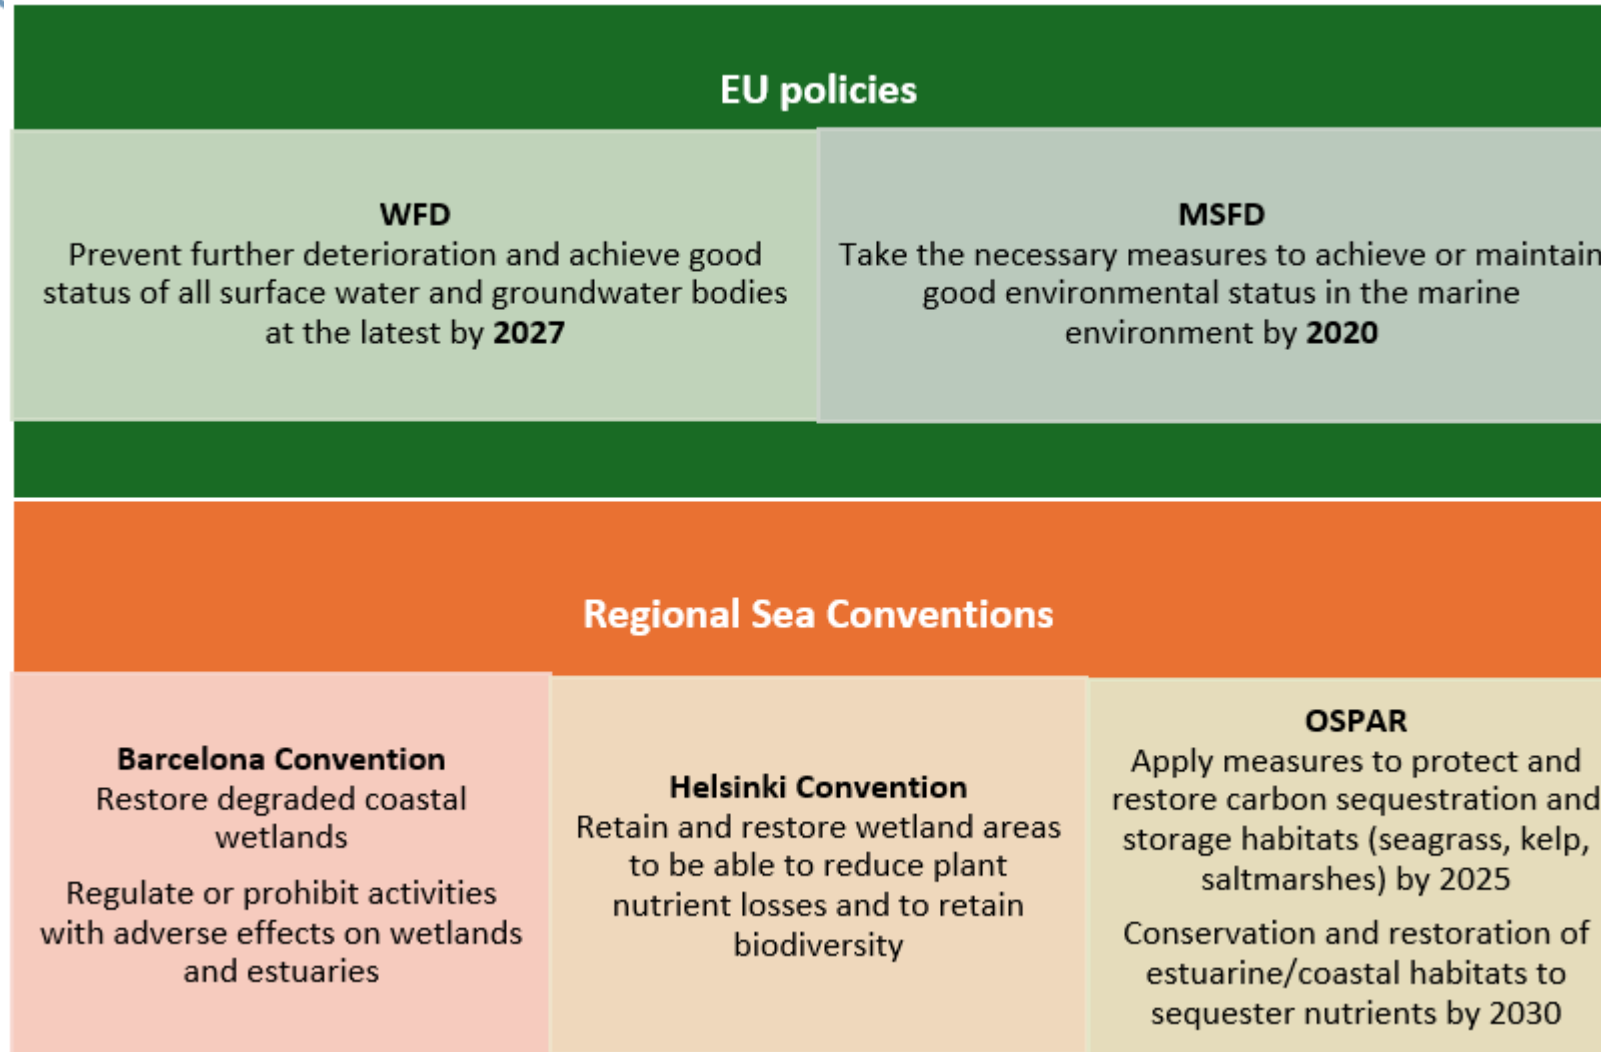 EU policies
WFD
Prevent further deterioration and achieve good
status of all surface water and groundwater bodies
at the latest by 2027
MSFD
Take the necessary measures to achieve or maintain
good environmental status in the marine
environment by 2020
Regional Sea Conventions
Barcelona Convention
Restore degraded coastal
wetlands
Regulate or prohibit activities
with adverse effects on wetlands
and estuaries
Helsinki Convention
Retain and restore wetland areas
to be able to reduce plant
nutrient losses and to retain
biodiversity
OSPAR
Apply measures to protect and
restore carbon sequestration and
storage habitats (seagrass, kelp,
saltmarshes) by 2025
Conservation and restoration of
estuarine/coastal habitats to
sequester nutrients by 2030